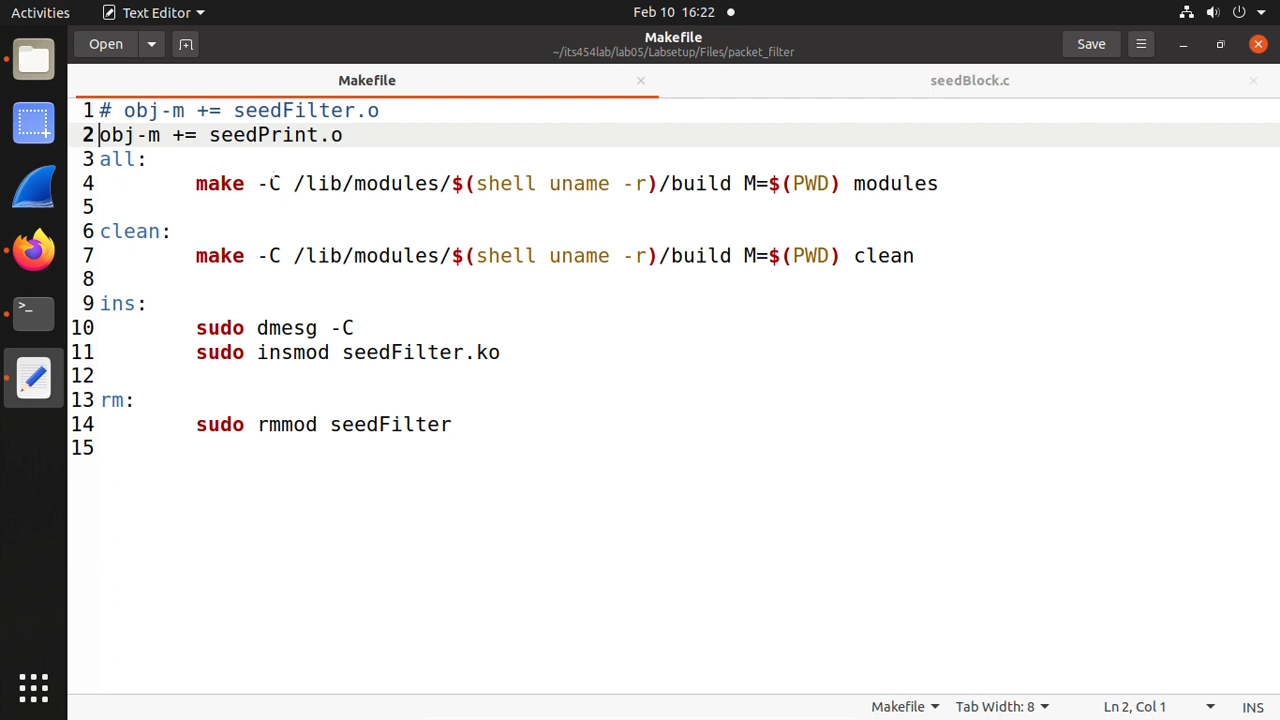 Activities Text Editor Feb 10 16:22
Open Makefile Save
~/its454lab/lab05/Labsetup/Files/packet_filter
Makefile seedBlock.c
1 # obj-m += seedFilter.o
2 obj-m += seedPrint.o
3 all:
4 make -C /lib/modules/$(shell uname -r)/build M=$(PWD) modules
5
6 clean:
7 make -C /lib/modules/$(shell uname -r)/build M=$(PWD) clean
8
9 ins:
10 sudo dmesg -C
11 sudo insmod seedFilter.ko
12
13 rm:
14 sudo rmmod seedFilter
15
Makefile Tab Width: 8 Ln 2, Col 1 INS